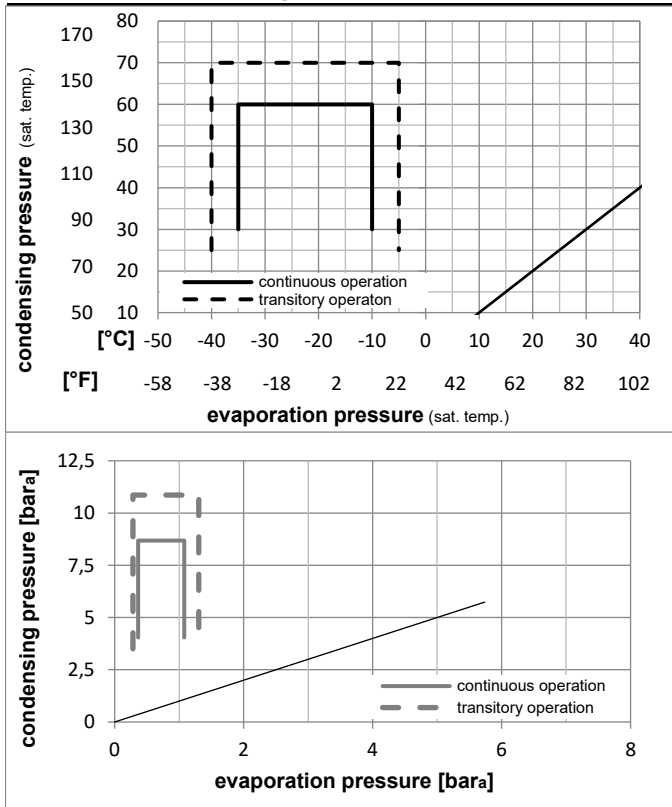 condensing pressure (sat. temp.)
170 80
70
150
60
130
50
110 40
90 30
70 20
50 10
continuous operation
transitory operaton
[°C] -50 -40 -30 -20 -10 0 10 20 30 40
[°F] -58 -38 -18 2 22 42 62 82 102
evaporation pressure (sat. temp.)
condensing pressure [bara]
12,5
10
7,5
5
2,5
0
continuous operation
transitory operation
0 2 4 6 8
evaporation pressure [bara]